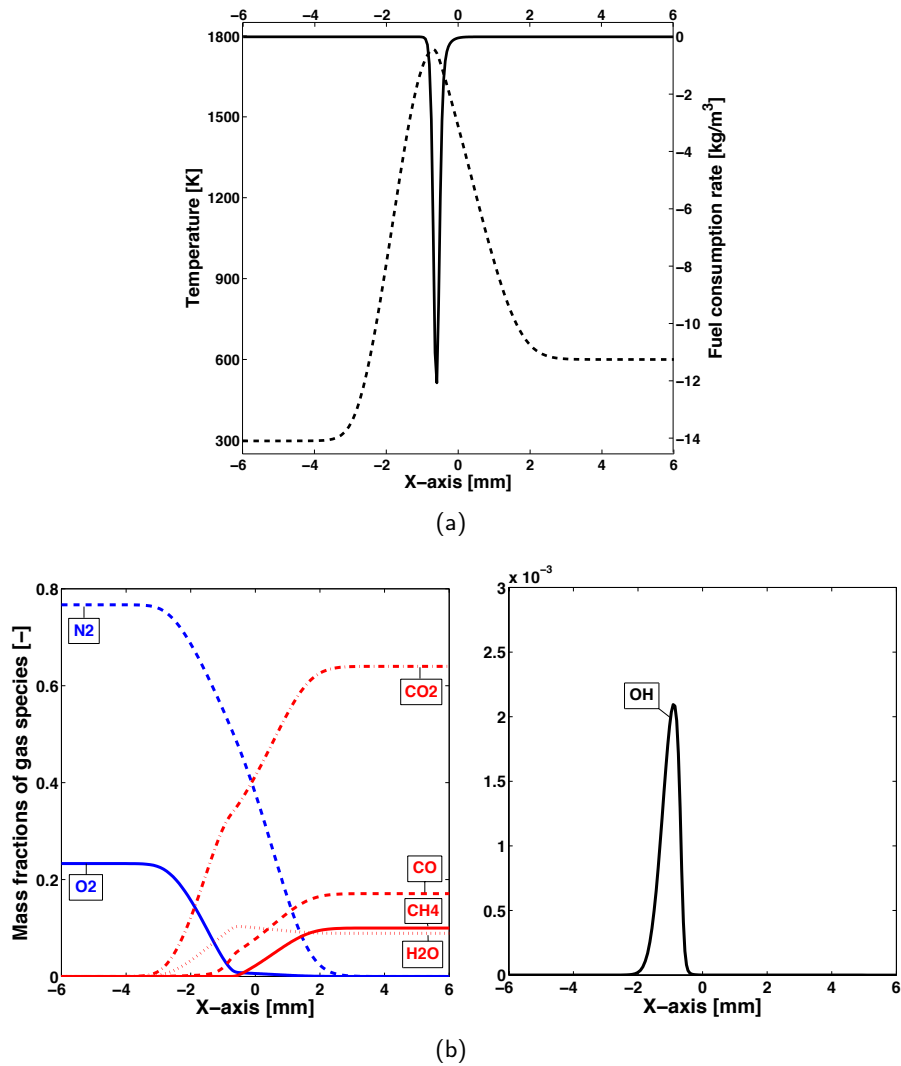 −6 −4 −2 0 2 4 6
1800
1500
1200
900
600
300
Temperature [K]
0
−2
−4
−6
−8
−10
−12
−14
Fuel consumption rate [kg/m³]
−6 −4 −2 0 2 4 6
X−axis [mm]
(a)
Mass fractions of gas species [−]
0.8
0.6
0.4
0.2
0
N2
O2
CO2
CO
CH4
H2O
−6 −4 −2 0 2 4 6
X−axis [mm]
x 10⁻³
3
2.5
2
1.5
1
0.5
0
OH
−6 −4 −2 0 2 4 6
X−axis [mm]
(b)